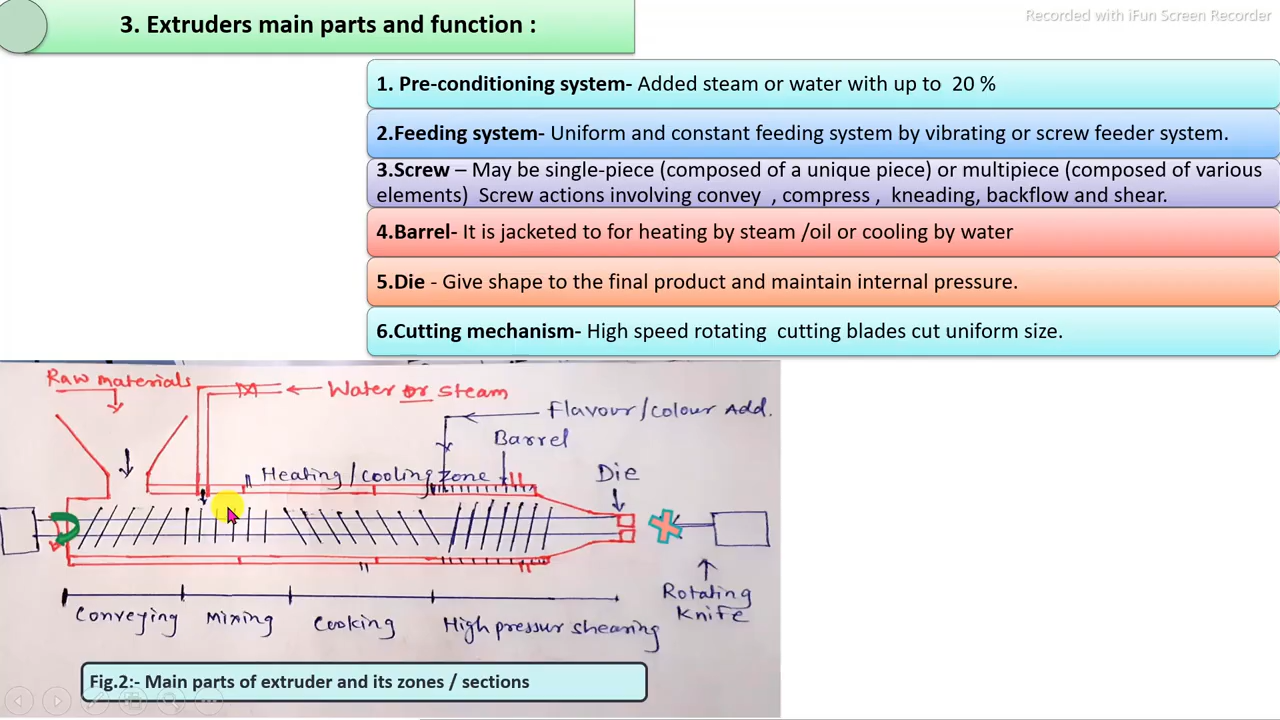 Recorded with iFun Screen Recorder
3. Extruders main parts and function :
1. Pre-conditioning system- Added steam or water with up to 20 %
2.Feeding system- Uniform and constant feeding system by vibrating or screw feeder system.
3.Screw – May be single-piece (composed of a unique piece) or multipiece (composed of various
elements) Screw actions involving convey , compress , kneading, backflow and shear.
4.Barrel- It is jacketed to for heating by steam /oil or cooling by water
5.Die - Give shape to the final product and maintain internal pressure.
6.Cutting mechanism- High speed rotating cutting blades cut uniform size.
Raw materials
Water or steam
Flavour/colour Add.
Barrel
Heating/cooling zone
Die
Rotating
Knife
Conveying
Mixing
Cooking
High pressur shearing
Fig.2:- Main parts of extruder and its zones / sections